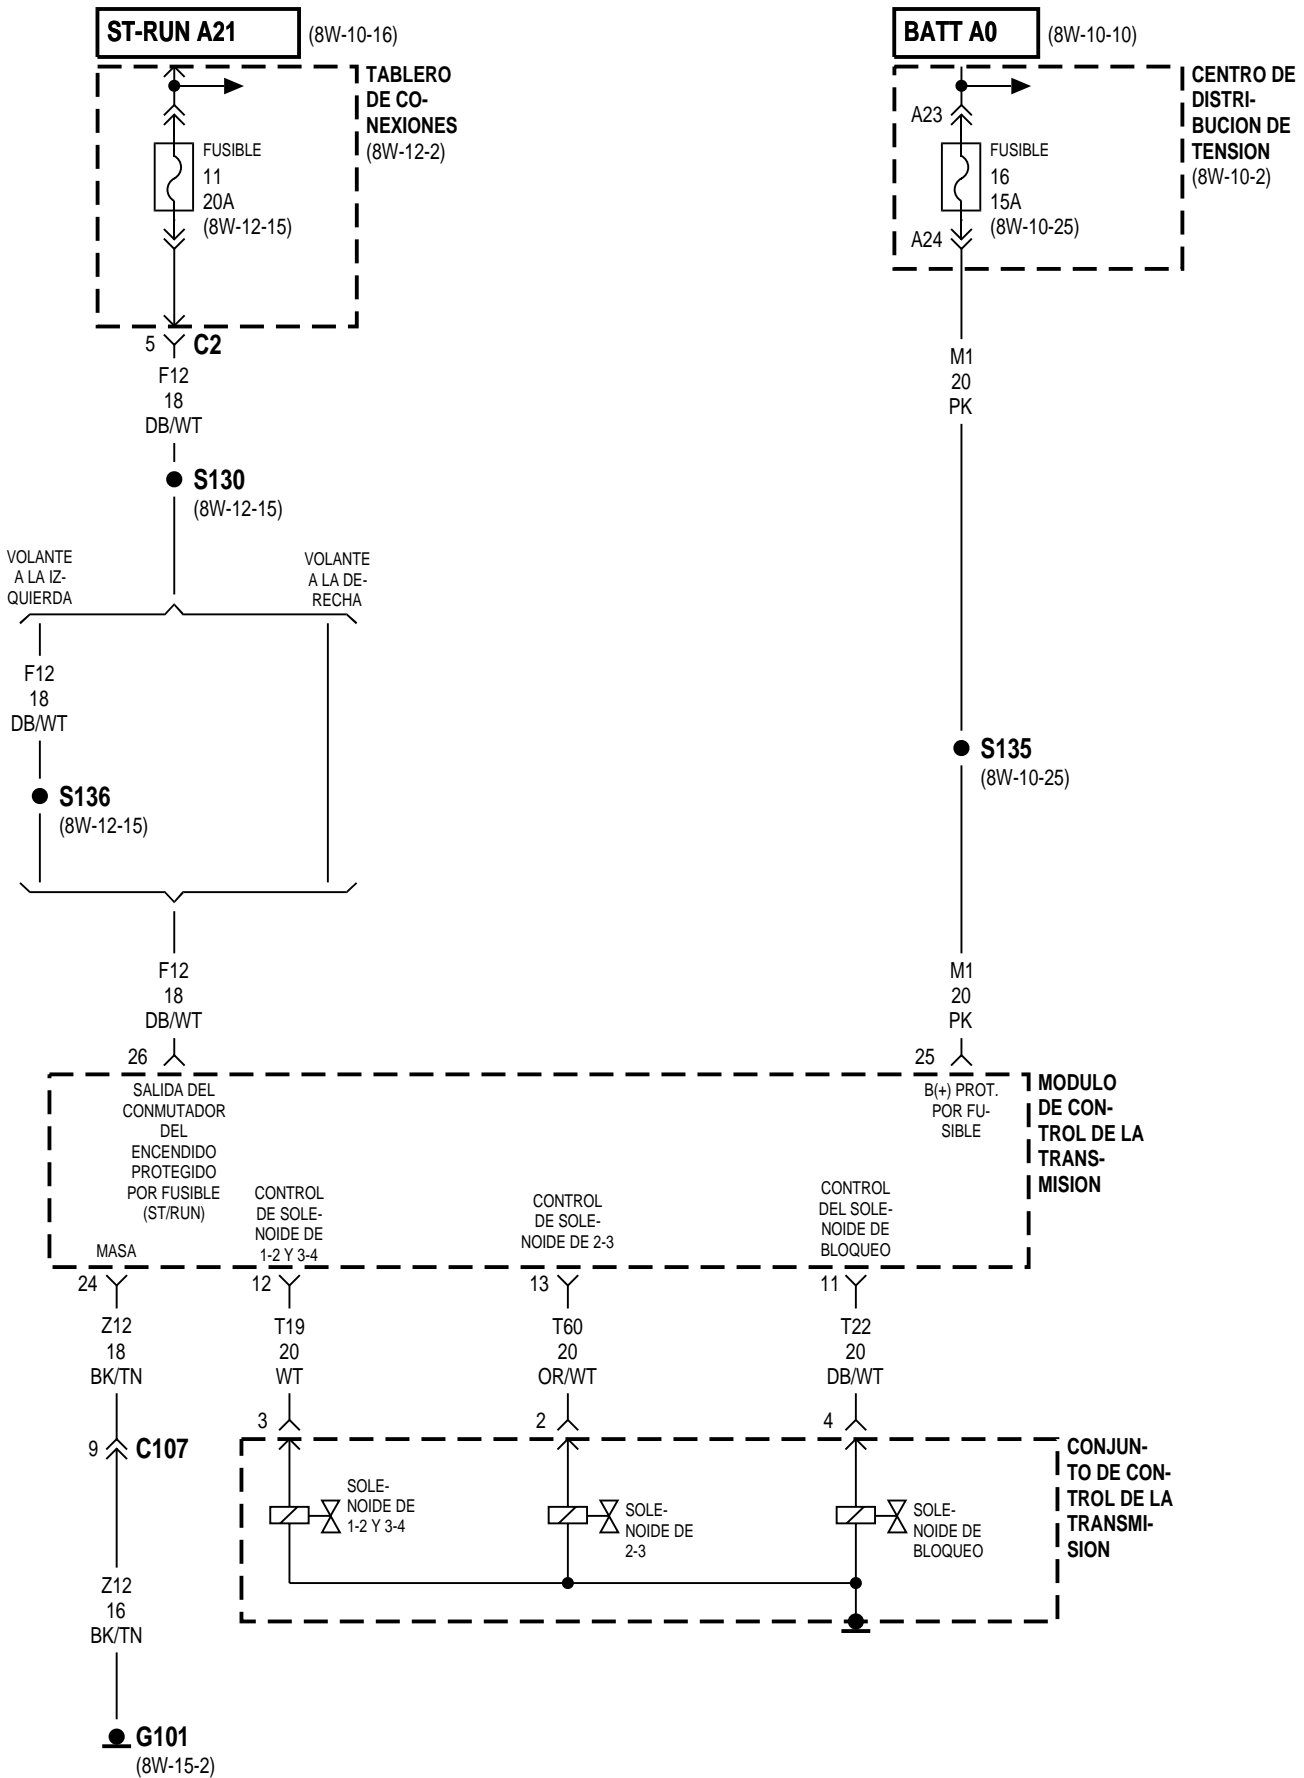 ST-RUN A21
(8W-10-16)
BATT A0
(8W-10-10)
TABLERO
DE CO-
NEXIONES
(8W-12-2)
FUSIBLE
11
20A
(8W-12-15)
CENTRO DE
DISTRI-
BUCION DE
TENSION
(8W-10-2)
A23
FUSIBLE
16
15A
(8W-10-25)
A24
5
C2
F12
18
DB/WT
M1
20
PK
S130
(8W-12-15)
VOLANTE
A LA IZ-
QUIERDA
VOLANTE
A LA DE-
RECHA
F12
18
DB/WT
S136
(8W-12-15)
S135
(8W-10-25)
F12
18
DB/WT
M1
20
PK
26
25
SALIDA DEL
CONMUTADOR
DEL
ENCENDIDO
PROTEGIDO
POR FUSIBLE
(ST/RUN)
B(+) PROT.
POR FU-
SIBLE
MODULO
DE CON-
TROL DE LA
TRANS-
MISION
MASA
CONTROL
DE SOLE-
NOIDE DE
1-2 Y 3-4
CONTROL
DE SOLE-
NOIDE DE 2-3
CONTROL
DEL SOLE-
NOIDE DE
BLOQUEO
24
12
13
11
Z12
18
BK/TN
T19
20
WT
T60
20
OR/WT
T22
20
DB/WT
3
2
4
9
C107
CONJUN-
TO DE CON-
TROL DE LA
TRANSMI-
SION
SOLE-
NOIDE DE
1-2 Y 3-4
SOLE-
NOIDE DE
2-3
SOLE-
NOIDE DE
BLOQUEO
Z12
16
BK/TN
G101
(8W-15-2)